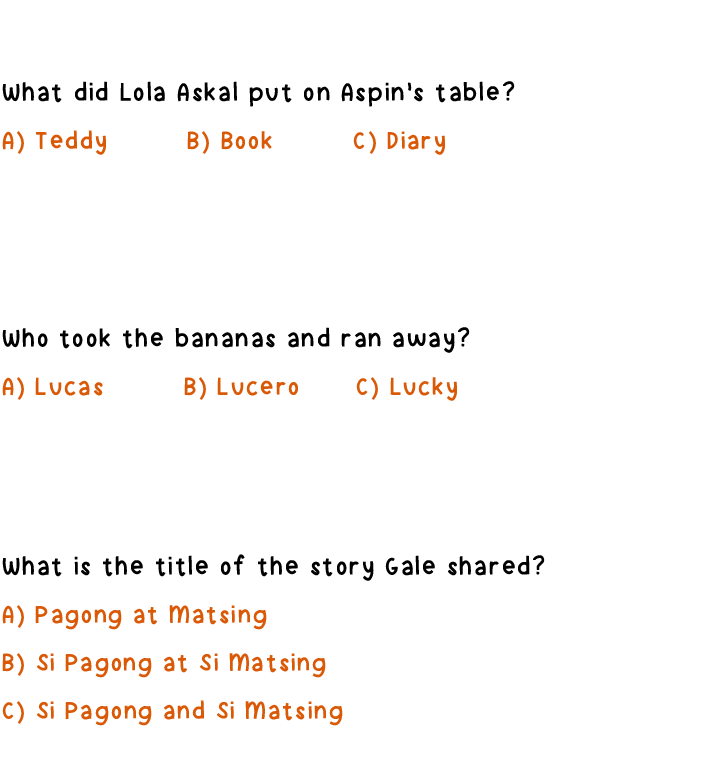 What did Lola Askal put on Aspin's table?
A) Teddy B) Book C) Diary
Who took the bananas and ran away?
A) Lucas B) Lucero C) Lucky
What is the title of the story Gale shared?
A) Pagong at Matsing
B) Si Pagong at Si Matsing
C) Si Pagong and Si Matsing